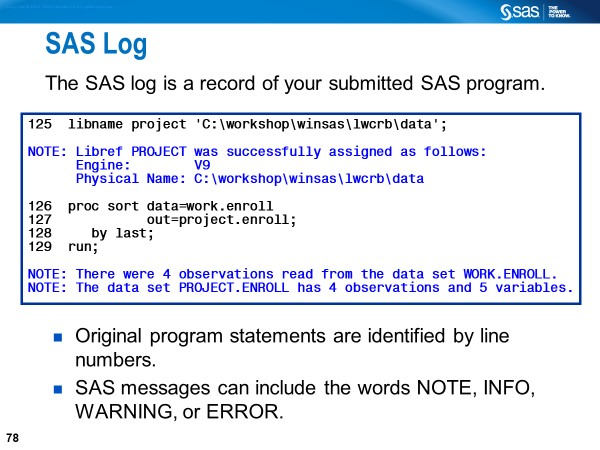 sas
THE
POWER
TO KNOW.
SAS Log
The SAS log is a record of your submitted SAS program.
125  libname project 'C:\workshop\winsas\lwcrb\data';
NOTE: Libref PROJECT was successfully assigned as follows:
      Engine:        V9
      Physical Name: C:\workshop\winsas\lwcrb\data
126  proc sort data=work.enroll
127            out=project.enroll;
128     by last;
129  run;
NOTE: There were 4 observations read from the data set WORK.ENROLL.
NOTE: The data set PROJECT.ENROLL has 4 observations and 5 variables.
Original program statements are identified by line
numbers.
SAS messages can include the words NOTE, INFO,
WARNING, or ERROR.
78